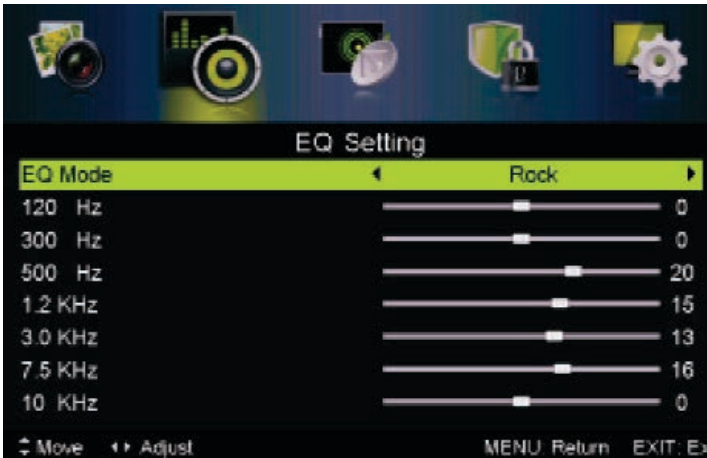 EQ Setting
EQ Mode Rock
120 Hz 0
300 Hz 0
500 Hz 20
1.2 KHz 15
3.0 KHz 13
7.5 KHz 16
10 KHz 0
Move Adjust MENU: Return EXIT: